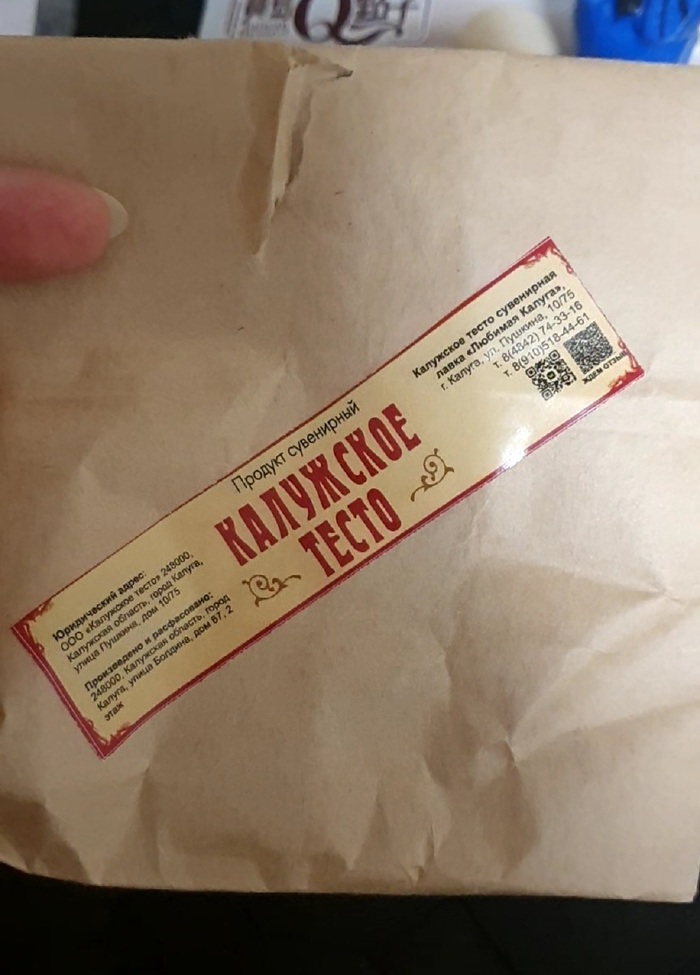 Продукт сувенирный
КАЛУЖСКОЕ
ТЕСТО
Юридический адрес:
ООО «Калужское тесто» 248000,
Калужская область, город Калуга,
улица Пушкина, дом 10/75
Произведено и расфасовано:
248000, Калужская область, город
Калуга, улица Болдина, дом 67, 2
этаж
Калужское тесто сувенирная
лавка «Любимая Калуга»,
г. Калуга, ул. Пушкина, 10/75
т. 8(4842) 74-33-16
т. 8(910)518-44-61
ЖДЕМ ОТЗЫВ
Q